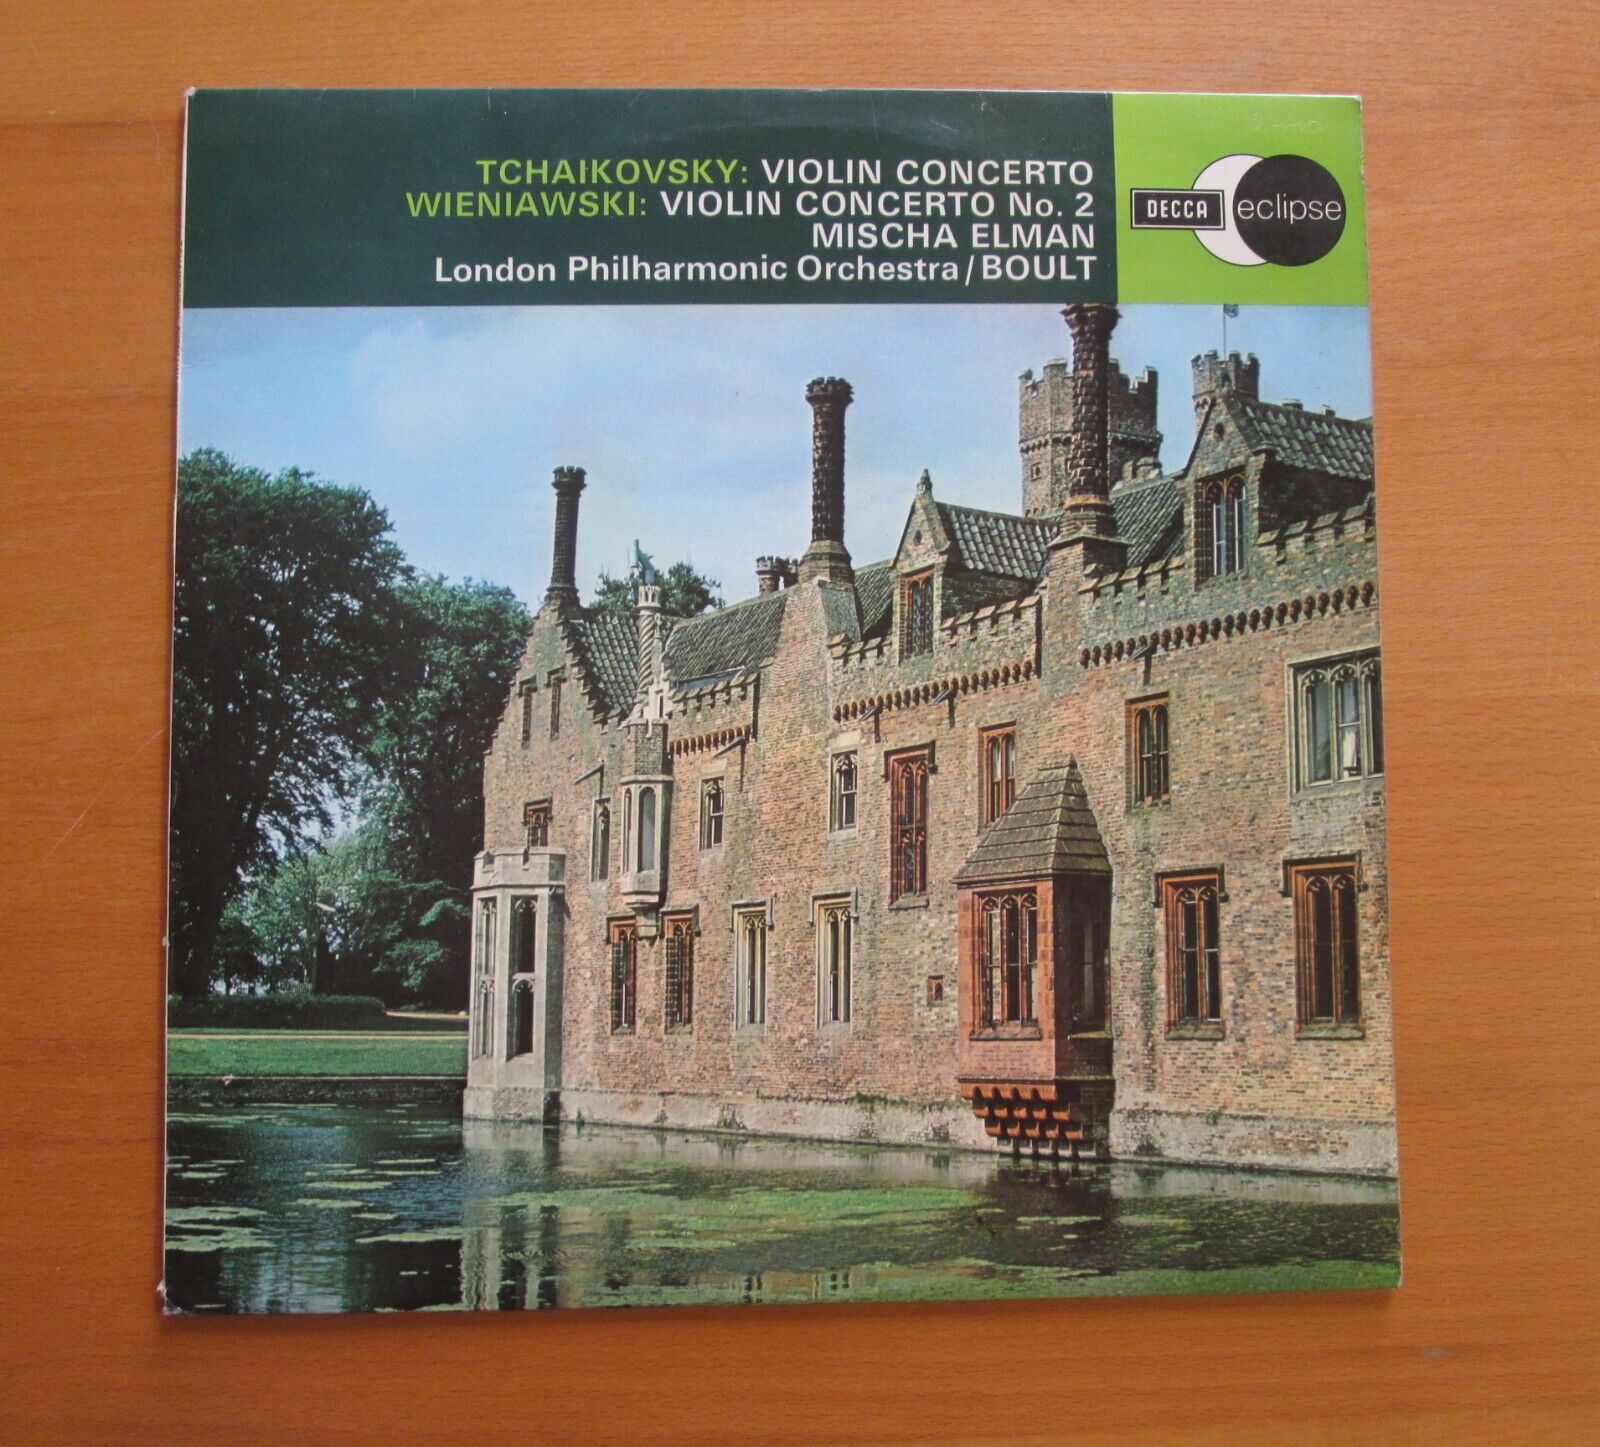 TCHAIKOVSKY: VIOLIN CONCERTO
WIENIAWSKI: VIOLIN CONCERTO No. 2
MISCHA ELMAN
London Philharmonic Orchestra/BOULT
DECCA eclipse